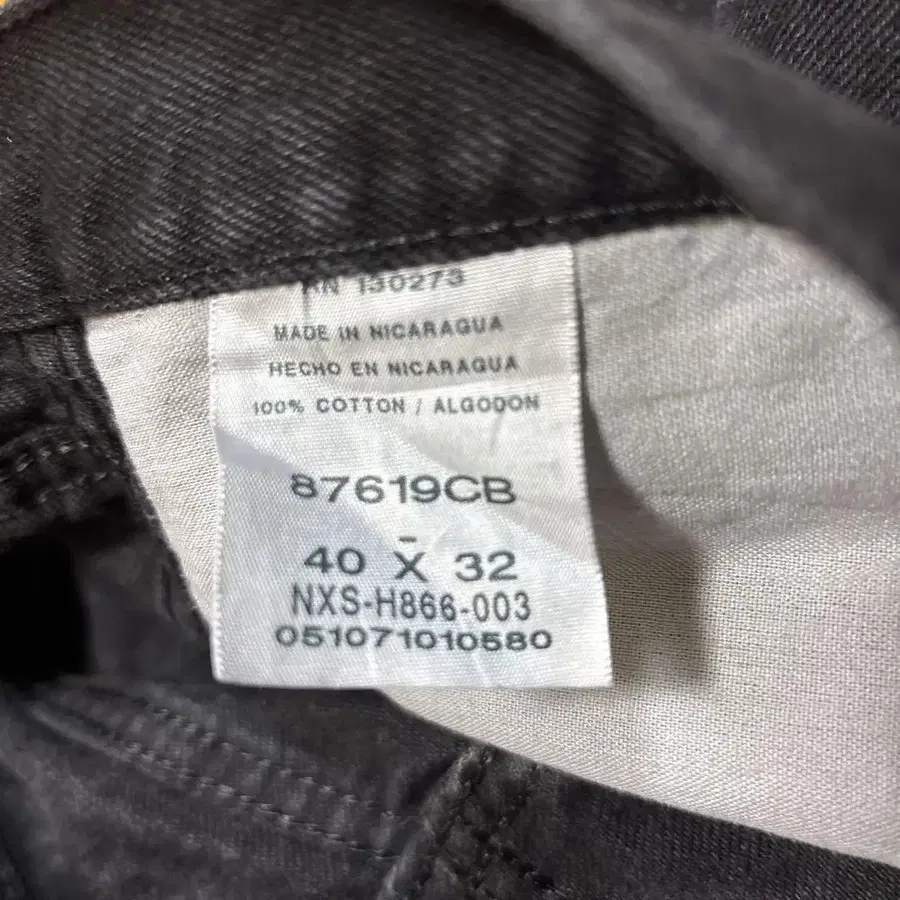 RN 130273
MADE IN NICARAGUA
HECHO EN NICARAGUA
100% COTTON / ALGODON
87619CB
-
40 X 32
NXS-H866-003
051071010580